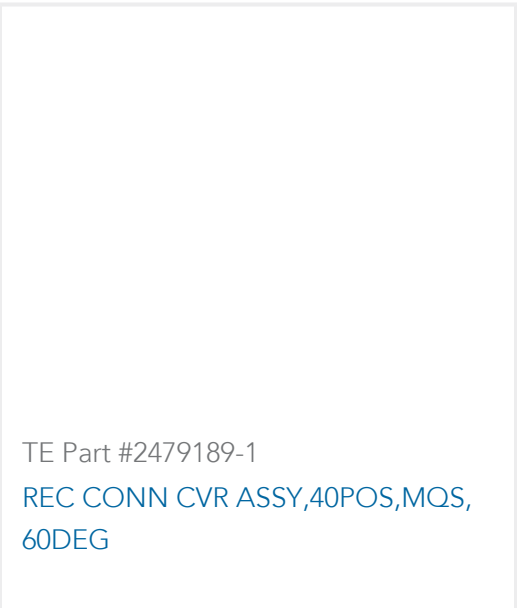 TE Part #2479189-1
REC CONN CVR ASSY,40POS,MQS,
60DEG